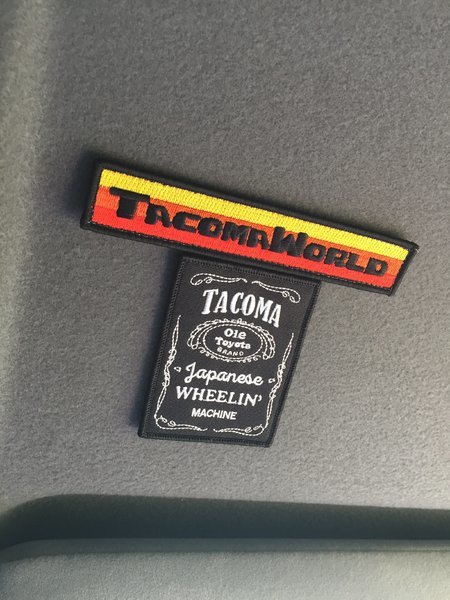 TACOMAWORLD
TACOMA
Ole
Toyota
BRAND
Japanese
WHEELIN'
MACHINE